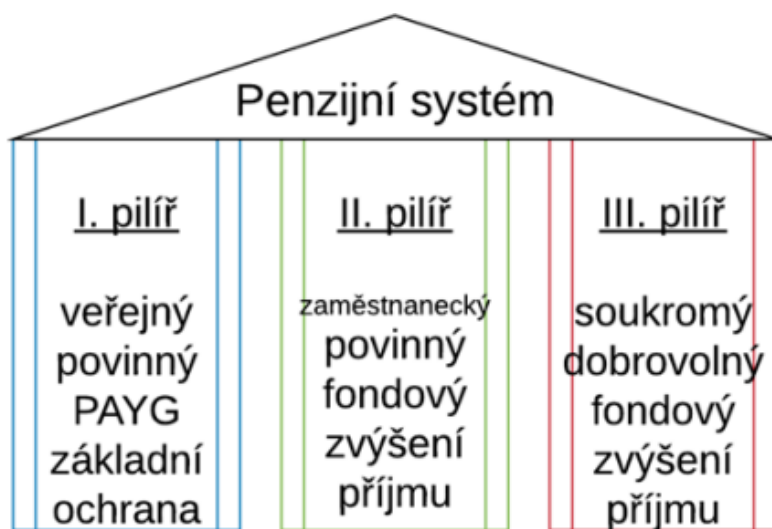 Penzijní systém
I. pilíř
veřejný
povinný
PAYG
základní
ochrana
II. pilíř
zaměstnanecký
povinný
fondový
zvýšení
příjmu
III. pilíř
soukromý
dobrovolný
fondový
zvýšení
příjmu